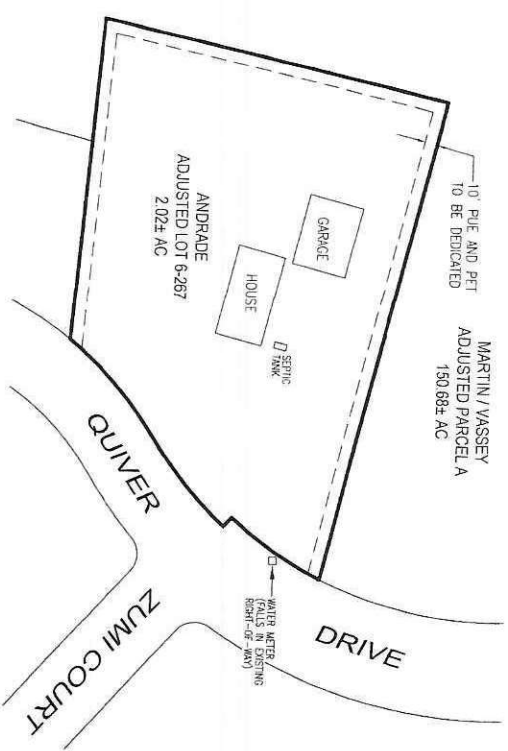 MARTIN / VASSEY
ADJUSTED PARCEL A
150.68± AC
10' PUE AND PET
TO BE DEDICATED
GARAGE
HOUSE
SEPTIC
TANK
ANDRADE
ADJUSTED LOT 6-267
2.02± AC
WATER METER
(FALLS IN EXISTING
RIGHT-OF-WAY)
QUIVER
DRIVE
ZUMI COURT